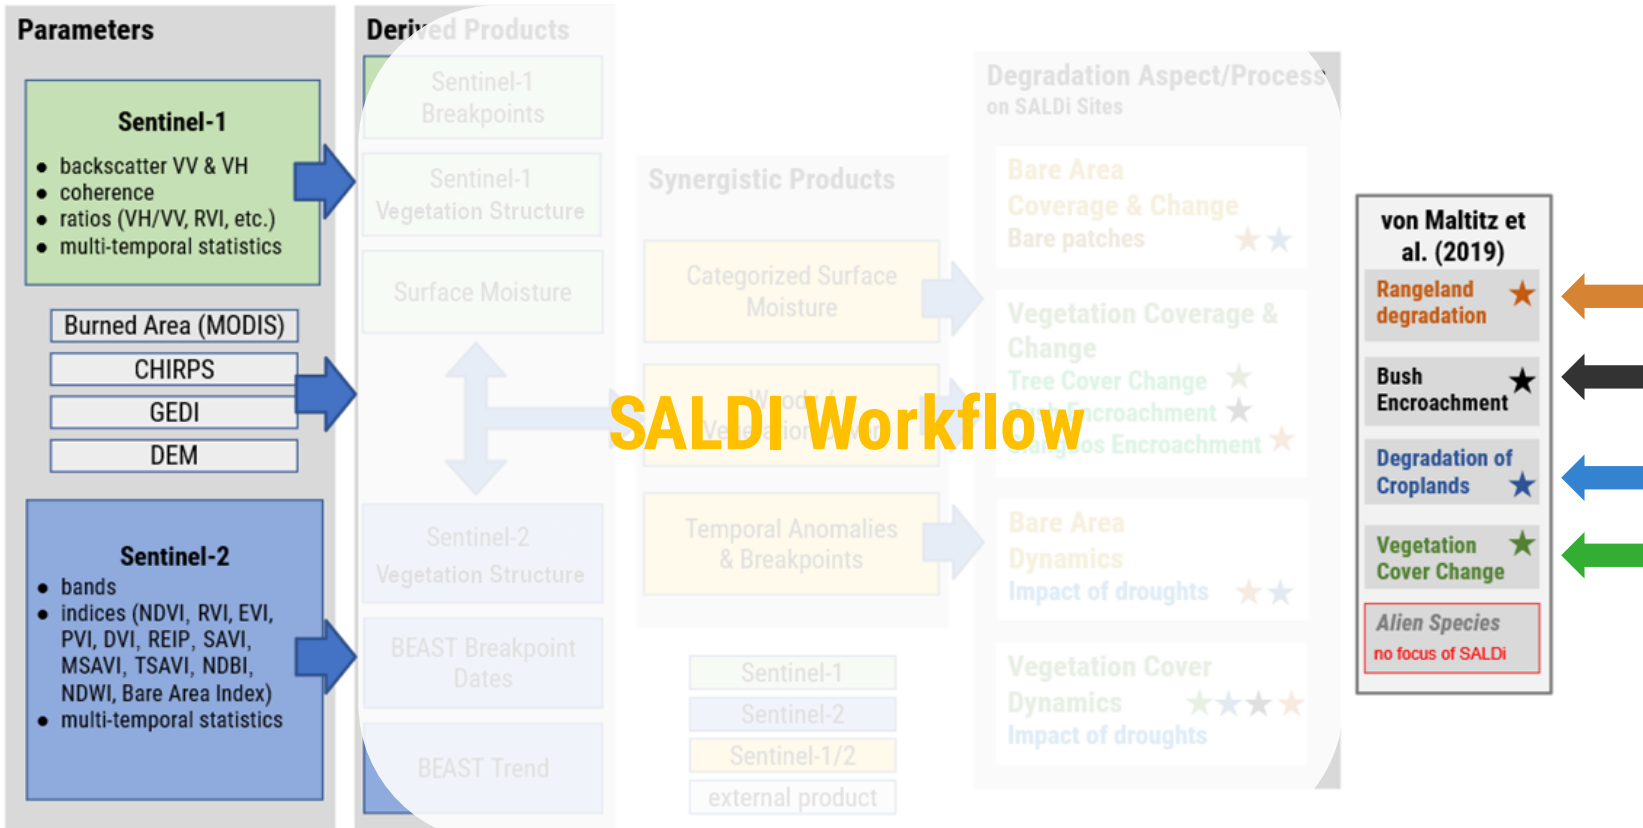 Parameters
Sentinel-1
● backscatter VV & VH
● coherence
● ratios (VH/VV, RVI, etc.)
● multi-temporal statistics
Burned Area (MODIS)
CHIRPS
GEDI
DEM
Sentinel-2
● bands
● indices (NDVI, RVI, EVI,
PVI, DVI, REIP, SAVI,
MSAVI, TSAVI, NDBI,
NDWI, Bare Area Index)
● multi-temporal statistics
Derived Products
Sentinel-1
Breakpoints
Sentinel-1
Vegetation Structure
Surface Moisture
Sentinel-2
Vegetation Structure
BEAST Breakpoint
Dates
BEAST Trend
Synergistic Products
Categorized Surface
Moisture
Temporal Anomalies
& Breakpoints
SALDI Workflow
Sentinel-1
Sentinel-2
Sentinel-1/2
external product
Degradation Aspect/Process
on SALDi Sites
Bare Area
Coverage & Change
Bare patches
Vegetation Coverage &
Change
Tree Cover Change
Encroachment
Encroachment
Bare Area
Dynamics
Impact of droughts
Vegetation Cover
Dynamics
Impact of droughts
von Maltitz et
al. (2019)
Rangeland
degradation
Bush
Encroachment
Degradation of
Croplands
Vegetation
Cover Change
Alien Species
no focus of SALDi